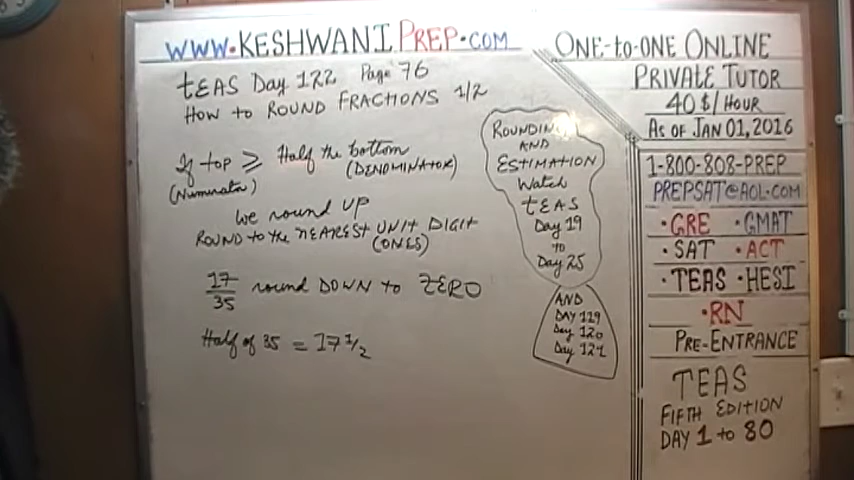 www.KESHWANIPREP.COM
tEAS Day 122 Page 76
HOW to ROUND FRACTIONS 1/2
If top ≥ Half the bottom
(Numinator) (DENOMINATOR)
we round UP
ROUND to the NEAREST UNIT DIGIT
(ONES)
17/35 round DOWN to ZERO
Half of 35 = 17 1/2
ROUNDING
AND
ESTIMATION
Watch
tEAS
Day 19
to
Day 25
AND
DAY 119
Day 120
Day 121
ONE-to-ONE ONLINE
PRIVATE TUTOR
40$/HOUR
AS OF JAN 01, 2016
1-800-808-PREP
PREPSAT@AOL.COM
•GRE •GMAT
•SAT •ACT
•TEAS •HESI
•RN
PRE-ENTRANCE
TEAS
FIFTH EDITION
DAY 1 to 80